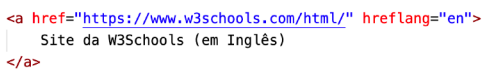 <a href="https://www.w3schools.com/html/" hreflang="en">
Site da W3Schools (em Inglês)
</a>